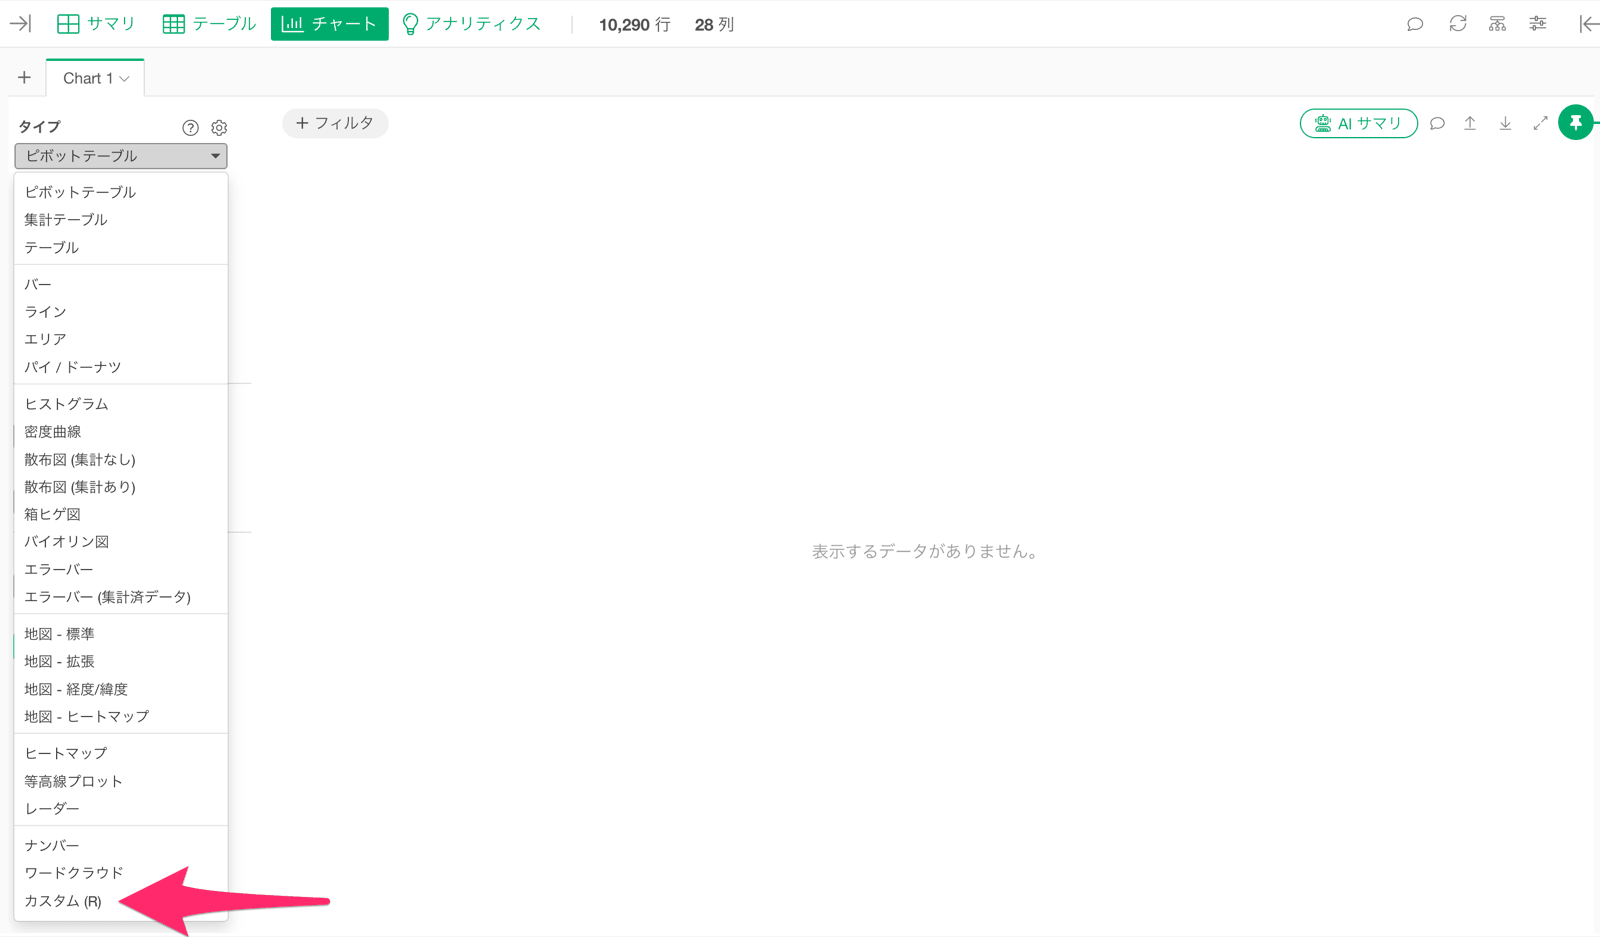 サマリ テーブル チャート アナリティクス 10,290 行 28 列
+ Chart 1
タイプ ? + フィルタ AI サマリ
ピボットテーブル
ピボットテーブル
集計テーブル
テーブル
バー
ライン
エリア
パイ / ドーナツ
ヒストグラム
密度曲線
散布図 (集計なし)
散布図 (集計あり)
箱ヒゲ図
バイオリン図
表示するデータがありません。
エラーバー
エラーバー (集計済データ)
地図 - 標準
地図 - 拡張
地図 - 経度/緯度
地図 - ヒートマップ
ヒートマップ
等高線プロット
レーダー
ナンバー
ワードクラウド
カスタム (R)